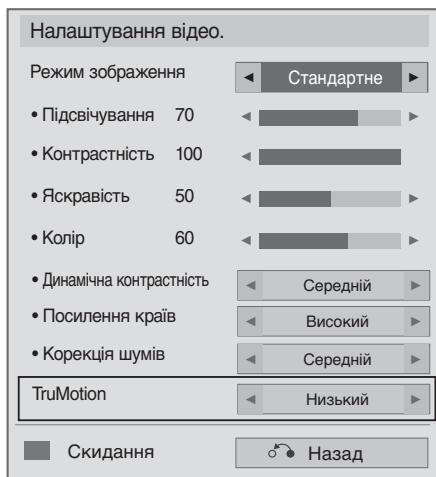 Налаштування відео.
Режим зображення ◄ Стандартне ►
• Підсвічування 70 ◄ ►
• Контрастність 100 ◄
• Яскравість 50 ◄ ►
• Колір 60 ◄ ►
• Динамічна контрастність ◄ Середній ►
• Посилення країв ◄ Високий ►
• Корекція шумів ◄ Середній ►
TruMotion ◄ Низький ►
Скидання Назад